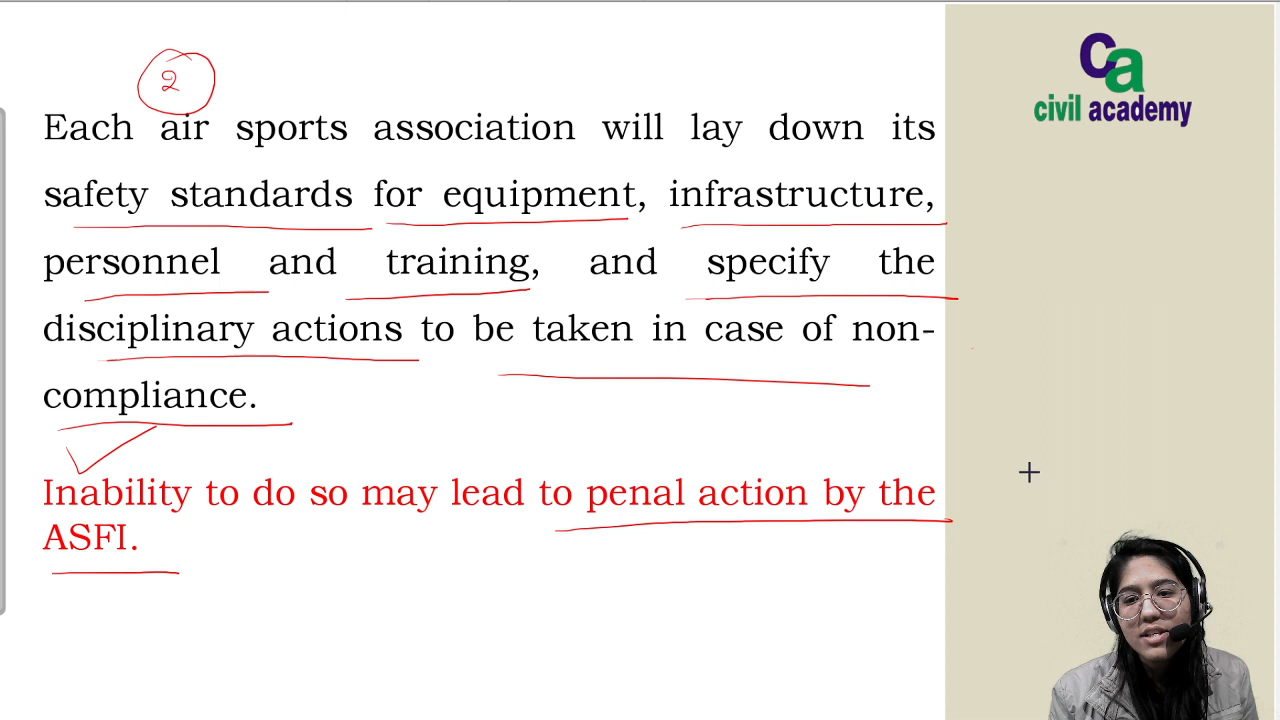 2
Each air sports association will lay down its
safety standards for equipment, infrastructure,
personnel and training, and specify the
disciplinary actions to be taken in case of non-
compliance.
Inability to do so may lead to penal action by the
ASFI.
ca
civil academy